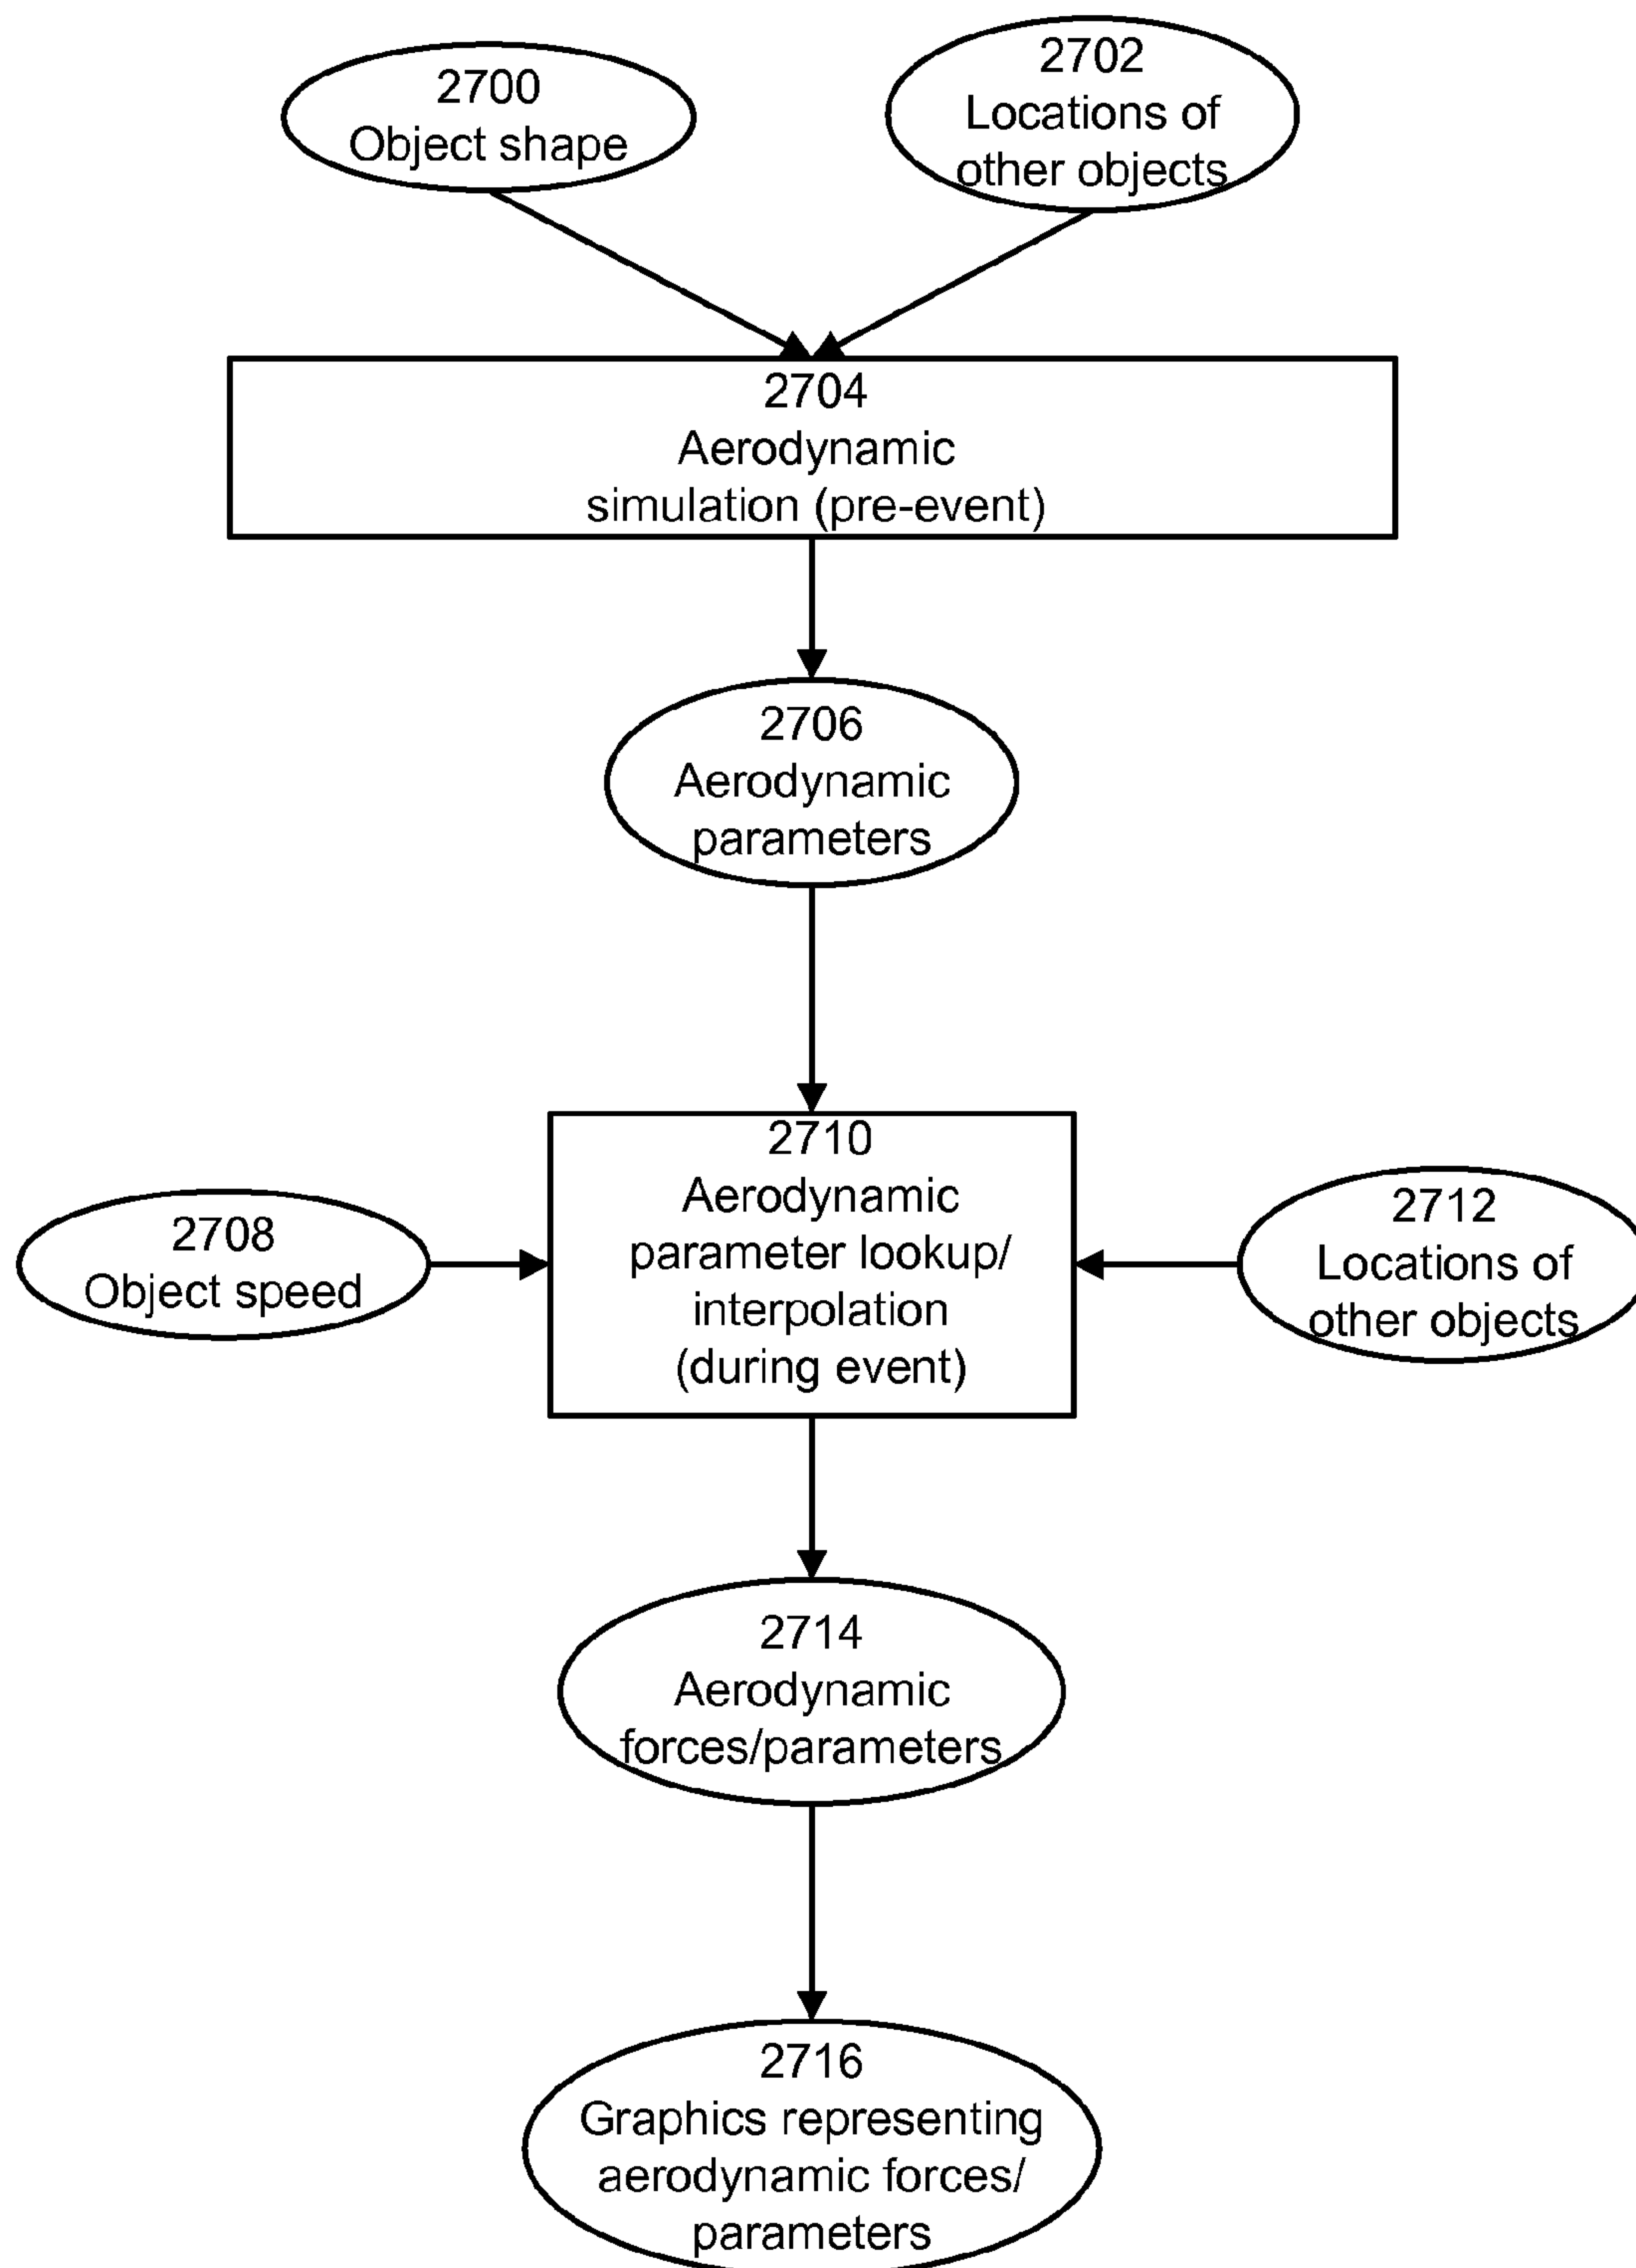 2700
Object shape
2702
Locations of
other objects
2704
Aerodynamic
simulation (pre-event)
2706
Aerodynamic
parameters
2708
Object speed
2710
Aerodynamic
parameter lookup/
interpolation
(during event)
2712
Locations of
other objects
2714
Aerodynamic
forces/parameters
2716
Graphics representing
aerodynamic forces/
parameters